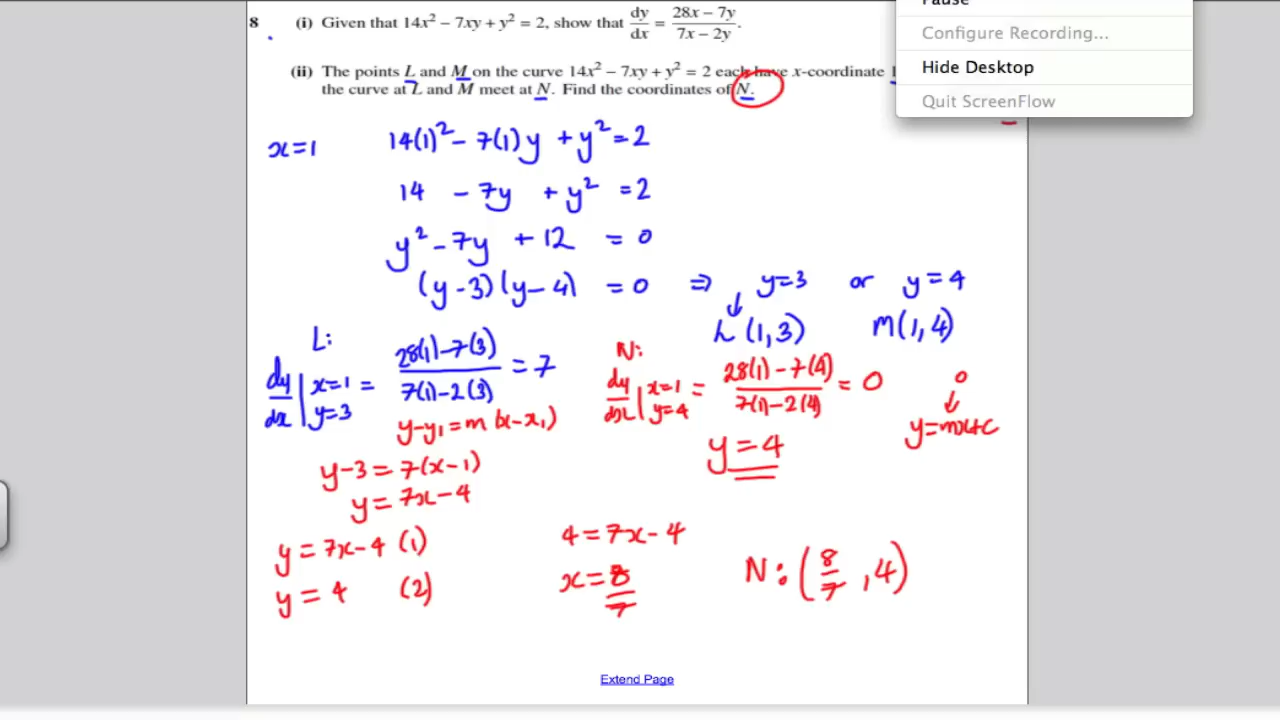 Pause
Configure Recording...
Hide Desktop
Quit ScreenFlow
8 (i) Given that 14x² − 7xy + y² = 2, show that dy/dx = (28x − 7y)/(7x − 2y).
(ii) The points L and M on the curve 14x² − 7xy + y² = 2 each have x-coordinate 1
the curve at L and M meet at N. Find the coordinates of N.
x=1 14(1)² - 7(1)y + y² = 2
14 - 7y + y² = 2
y² - 7y + 12 = 0
(y-3)(y-4) = 0 ⇒ y=3 or y=4
↓
L(1,3) M(1,4)
L:
dy/dx | x=1 y=3 = (28(1)-7(3))/(7(1)-2(3)) = 7
N:
dy/dx | x=1 y=4 = (28(1)-7(4))/(7(1)-2(4)) = 0
0
↓
y=mx+c
y-y₁=m(x-x₁)
y=4
y-3=7(x-1)
y=7x-4
y=7x-4 (1)
y=4 (2)
4=7x-4
x=8/7
N:(8/7,4)
Extend Page